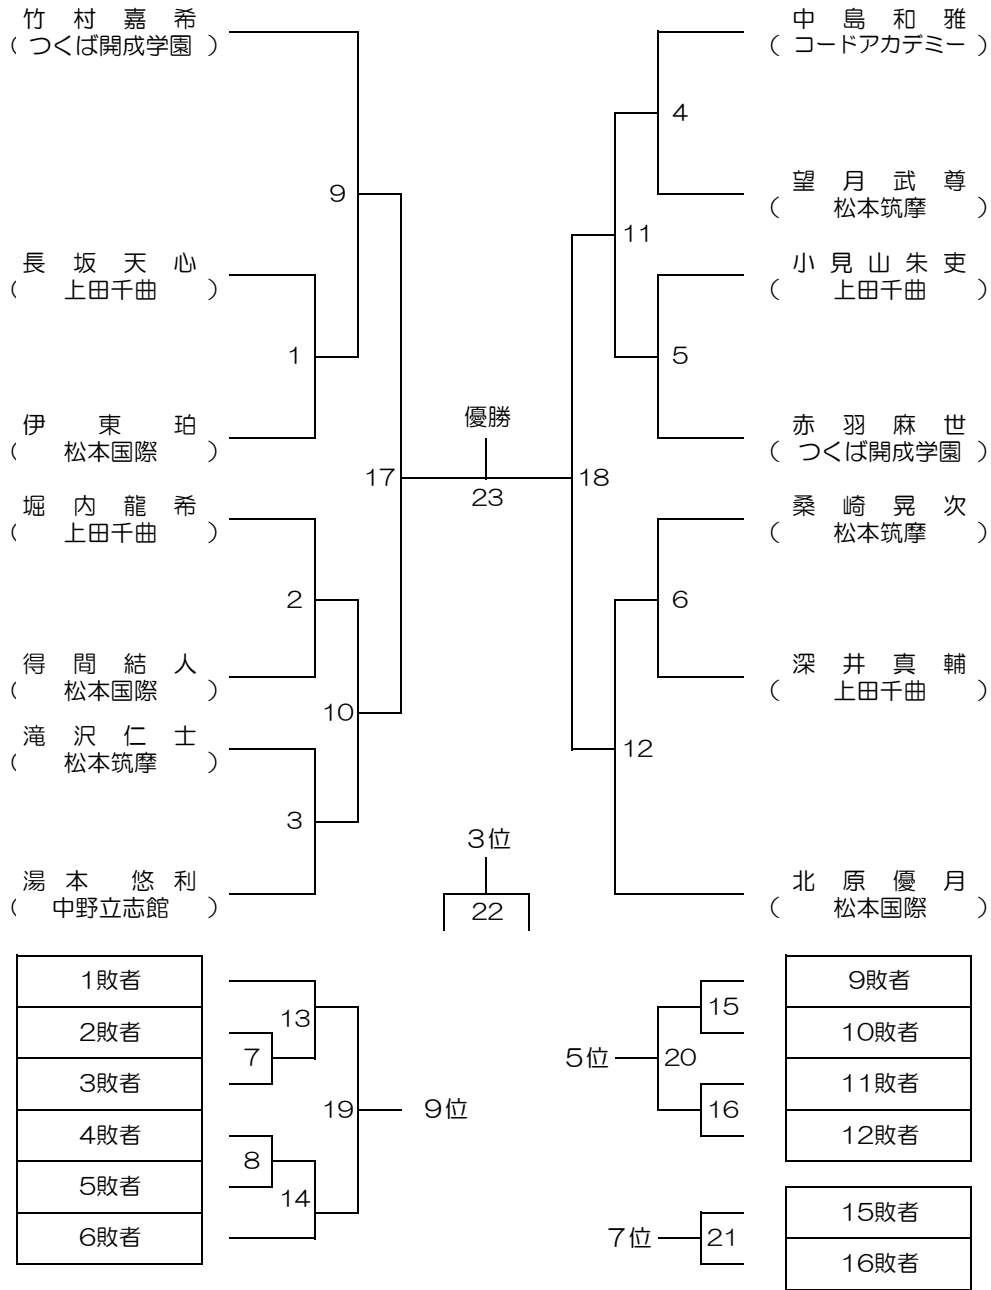 竹村嘉希
（ つくば開成学園 ）
9
長坂天心
（ 上田千曲 ）
1
伊東珀
（ 松本国際 ）
17
堀内龍希
（ 上田千曲 ）
2
得間結人
（ 松本国際 ）
10
滝沢仁士
（ 松本筑摩 ）
3
湯本悠利
（ 中野立志館 ）
優勝
23
3位
22
中島和雅
（ コードアカデミー ）
4
望月武尊
（ 松本筑摩 ）
11
小見山朱吏
（ 上田千曲 ）
5
赤羽麻世
（ つくば開成学園 ）
18
桑崎晃次
（ 松本筑摩 ）
6
深井真輔
（ 上田千曲 ）
12
北原優月
（ 松本国際 ）
1敗者
2敗者
3敗者
4敗者
5敗者
6敗者
13
7
19
9位
8
14
15
5位
20
16
9敗者
10敗者
11敗者
12敗者
7位
21
15敗者
16敗者